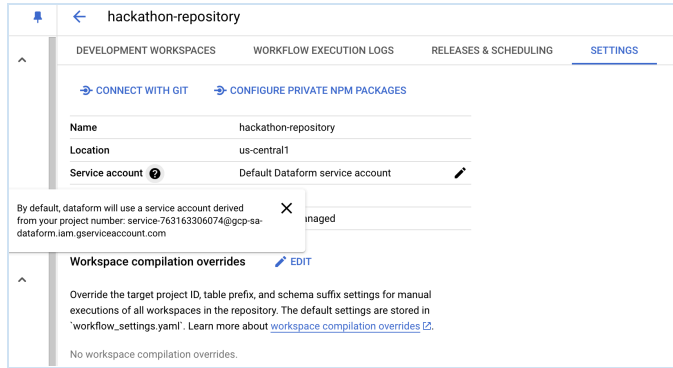 hackathon-repository
DEVELOPMENT WORKSPACES WORKFLOW EXECUTION LOGS RELEASES & SCHEDULING SETTINGS
CONNECT WITH GIT CONFIGURE PRIVATE NPM PACKAGES
Name hackathon-repository
Location us-central1
Service account ? Default Dataform service account
By default, dataform will use a service account derived
from your project number: service-763163306074@gcp-sa-
dataform.iam.gserviceaccount.com
Workspace compilation overrides EDIT
Override the target project ID, table prefix, and schema suffix settings for manual
executions of all workspaces in the repository. The default settings are stored in
`workflow_settings.yaml`. Learn more about workspace compilation overrides.
No workspace compilation overrides.